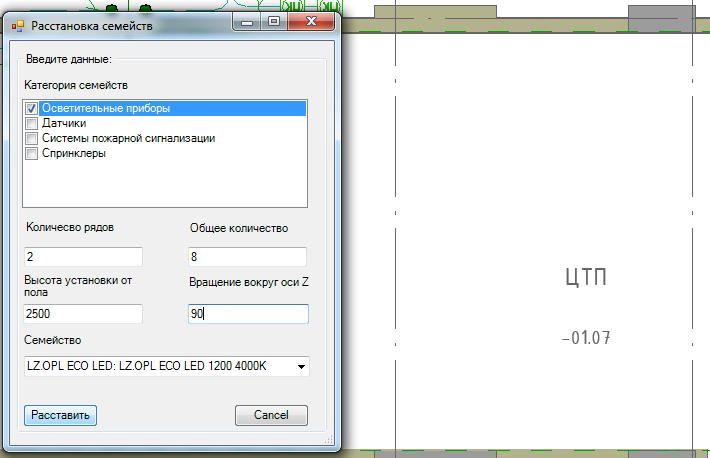 Расстановка семейств
Введите данные:
Категория семейств
Осветительные приборы
Датчики
Системы пожарной сигнализации
Спринклеры
Количесво рядов
Общее количество
2
8
Высота установки от
пола
Вращение вокруг оси Z
2500
90
Семейство
LZ.OPL ECO LED: LZ.OPL ECO LED 1200 4000K
Расставить
Cancel
ЦТП
-01.07